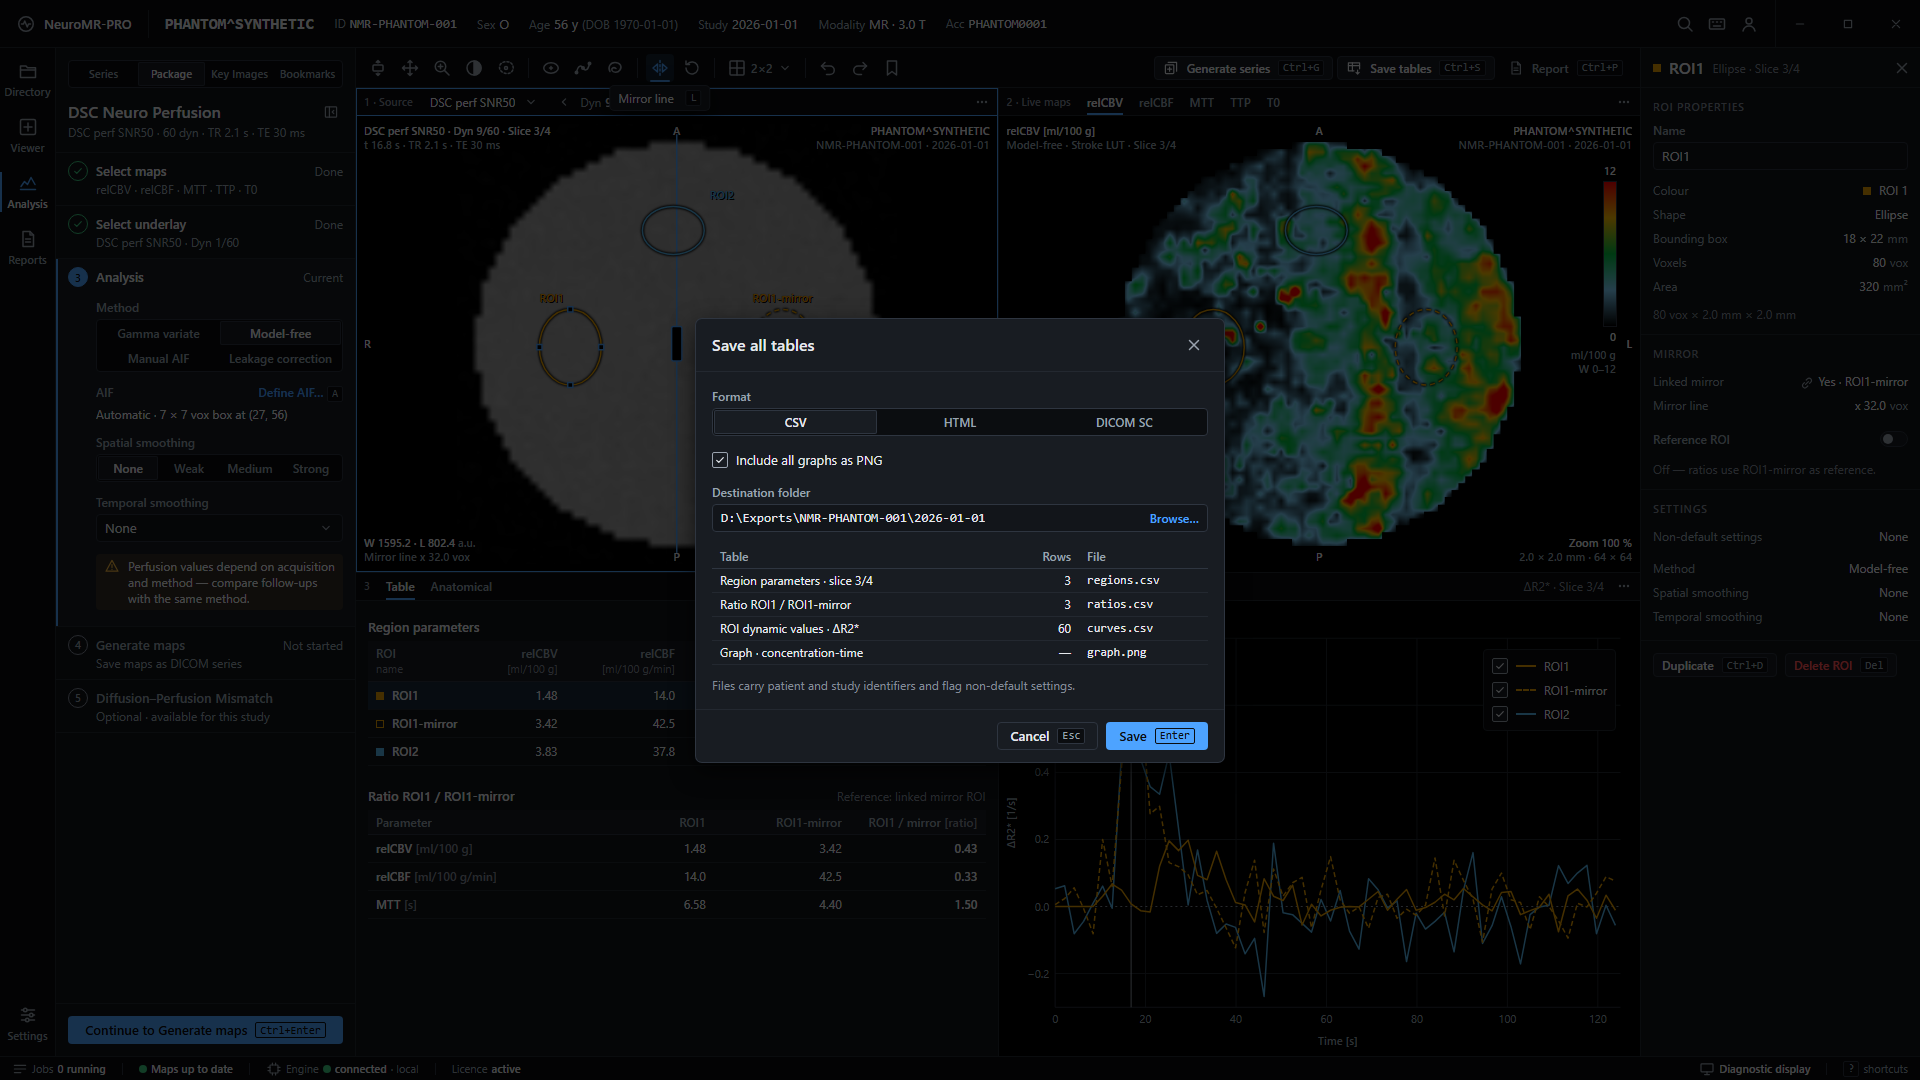 NeuroMR-PRO
PHANTOM^SYNTHETIC
ID NMR-PHANTOM-001
Sex O
Age 56 y (DOB 1970-01-01)
Study 2026-01-01
Modality MR · 3.0 T
Acc PHANTOM0001
Directory
Viewer
Analysis
Reports
Settings
Series Package Key Images Bookmarks
DSC Neuro Perfusion
DSC perf SNR50 · 60 dyn · TR 2.1 s · TE 30 ms
Select maps Done
relCBV · relCBF · MTT · TTP · T0
Select underlay Done
DSC perf SNR50 · Dyn 1/60
3 Analysis Current
Method
Gamma variate Model-free
Manual AIF Leakage correction
AIF Define AIF... A
Automatic · 7 × 7 vox box at (27, 56)
Spatial smoothing
None Weak Medium Strong
Temporal smoothing
None
Perfusion values depend on acquisition
and method — compare follow-ups
with the same method.
4 Generate maps Not started
Save maps as DICOM series
5 Diffusion–Perfusion Mismatch
Optional · available for this study
Continue to Generate maps Ctrl+Enter
2×2
Generate series Ctrl+G
Save tables Ctrl+S
Report Ctrl+P
1 · Source DSC perf SNR50 Dyn 9
Mirror line L
DSC perf SNR50 · Dyn 9/60 · Slice 3/4
t 16.8 s · TR 2.1 s · TE 30 ms
A
PHANTOM^SYNTHETIC
NMR-PHANTOM-001 · 2026-01-01
ROI2
ROI1
ROI1-mirror
R
W 1595.2 · L 802.4 a.u.
Mirror line x 32.0 vox
P
2 · Live maps relCBV relCBF MTT TTP T0
relCBV [ml/100 g]
Model-free · Stroke LUT · Slice 3/4
A
PHANTOM^SYNTHETIC
NMR-PHANTOM-001 · 2026-01-01
12
0
L
ml/100 g
W 0–12
P
Zoom 100 %
2.0 × 2.0 mm · 64 × 64
Save all tables
Format
CSV HTML DICOM SC
Include all graphs as PNG
Destination folder
D:\Exports\NMR-PHANTOM-001\2026-01-01 Browse...
Table Rows File
Region parameters · slice 3/4 3 regions.csv
Ratio ROI1 / ROI1-mirror 3 ratios.csv
ROI dynamic values · ΔR2* 60 curves.csv
Graph · concentration-time — graph.png
Files carry patient and study identifiers and flag non-default settings.
Cancel Esc
Save Enter
3 Table Anatomical
Region parameters
ROI relCBV relCBF
name [ml/100 g] [ml/100 g/min]
ROI1 1.48 14.0
ROI1-mirror 3.42 42.5
ROI2 3.83 37.8
Ratio ROI1 / ROI1-mirror Reference: linked mirror ROI
Parameter ROI1 ROI1-mirror ROI1 / mirror [ratio]
relCBV [ml/100 g] 1.48 3.42 0.43
relCBF [ml/100 g/min] 14.0 42.5 0.33
MTT [s] 6.58 4.40 1.50
ΔR2* · Slice 3/4
ROI1
ROI1-mirror
ROI2
ΔR2* [1/s]
0.4
0.2
0.0
−0.2
0 20 40 60 80 100 120
Time [s]
ROI1 Ellipse · Slice 3/4
ROI PROPERTIES
Name
ROI1
Colour ROI 1
Shape Ellipse
Bounding box 18 × 22 mm
Voxels 80 vox
Area 320 mm²
80 vox × 2.0 mm × 2.0 mm
MIRROR
Linked mirror Yes · ROI1-mirror
Mirror line x 32.0 vox
Reference ROI
Off — ratios use ROI1-mirror as reference.
SETTINGS
Non-default settings None
Method Model-free
Spatial smoothing None
Temporal smoothing None
Duplicate Ctrl+D
Delete ROI Del
Jobs 0 running
Maps up to date
Engine connected · local
Licence active
Diagnostic display
? shortcuts